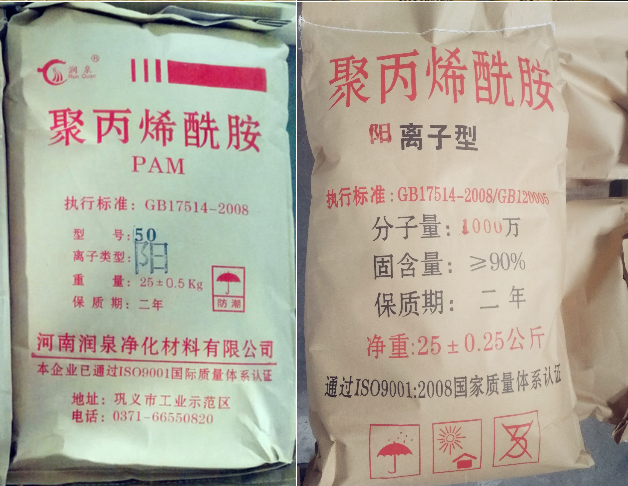 润泉®
Run Quan
聚丙烯酰胺
PAM
执行标准: GB17514-2008
型 号: 50
离子类型: 阳
重 量: 25±0.5Kg
保 质 期: 二年
防潮
河南润泉净化材料有限公司
本企业已通过ISO9001国际质量体系认证
地址: 巩义市工业示范区
电话: 0371-66550820
聚丙烯酰胺
阳 离子型
执行标准: GB17514-2008/GB120005
分子量: 1000万
固含量: ≥90%
保质期: 二 年
净重:25±0.25公斤
通过ISO9001:2008国家质量体系认证